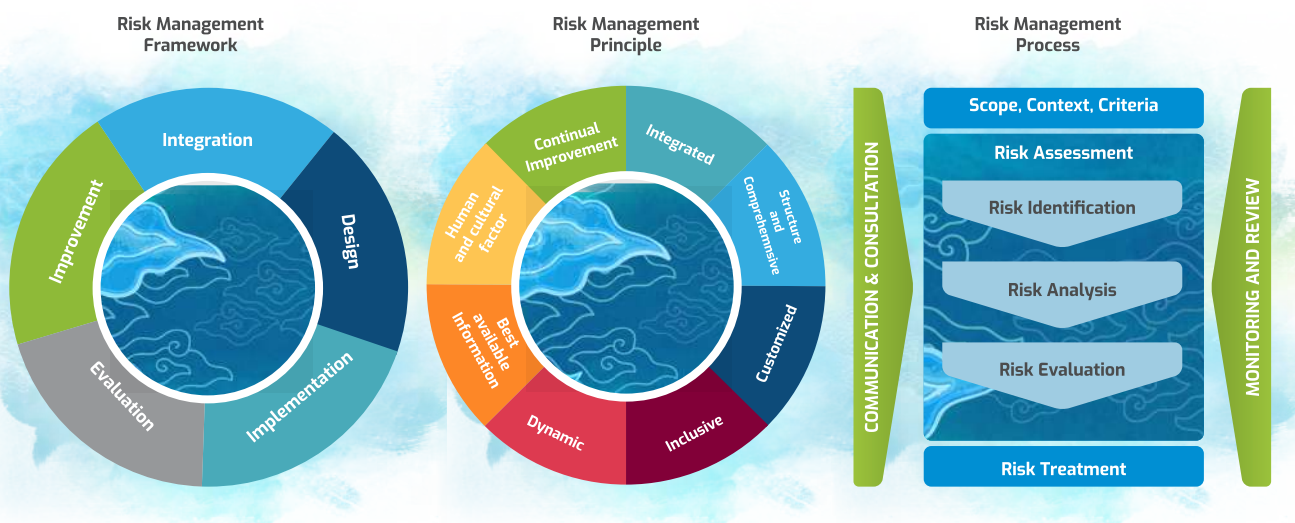 Risk Management
Framework
Integration
Design
Implementation
Evaluation
Improvement
Risk Management
Principle
Integrated
Structure
and
Comprehemnsive
Customized
Inclusive
Dynamic
Best
available
Information
Human
and cultural
factor
Continual
Improvement
Risk Management
Process
COMMUNICATION & CONSULTATION
Scope, Context, Criteria
Risk Assessment
Risk Identification
Risk Analysis
Risk Evaluation
Risk Treatment
MONITORING AND REVIEW